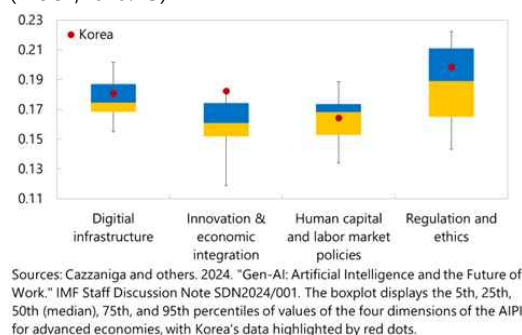 0.23
Korea
0.21
0.19
0.17
0.15
0.13
0.11
Digitial infrastructure
Innovation & economic integration
Human capital and labor market policies
Regulation and ethics
Sources: Cazzaniga and others. 2024. "Gen-AI: Artificial Intelligence and the Future of
Work." IMF Staff Discussion Note SDN2024/001. The boxplot displays the 5th, 25th,
50th (median), 75th, and 95th percentiles of values of the four dimensions of the AIPI
for advanced economies, with Korea's data highlighted by red dots.